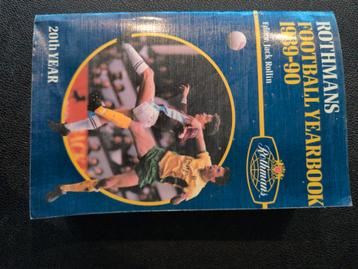 ROTHMANS
FOOTBALL YEARBOOK
1989-90
Editor: Jack Rollin
Rothmans
20th YEAR